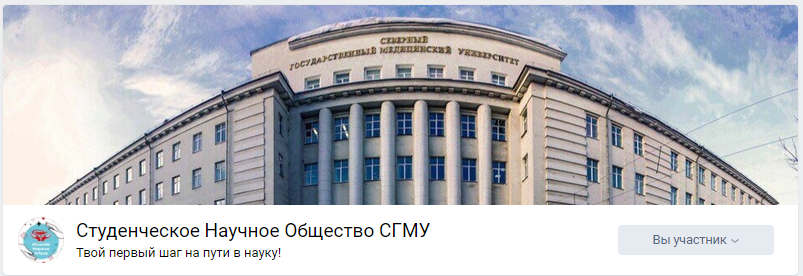 СЕВЕРНЫЙ
ГОСУДАРСТВЕННЫЙ МЕДИЦИНСКИЙ УНИВЕРСИТЕТ
Студенческое Научное Общество СГМУ
Твой первый шаг на пути в науку!
Вы участник